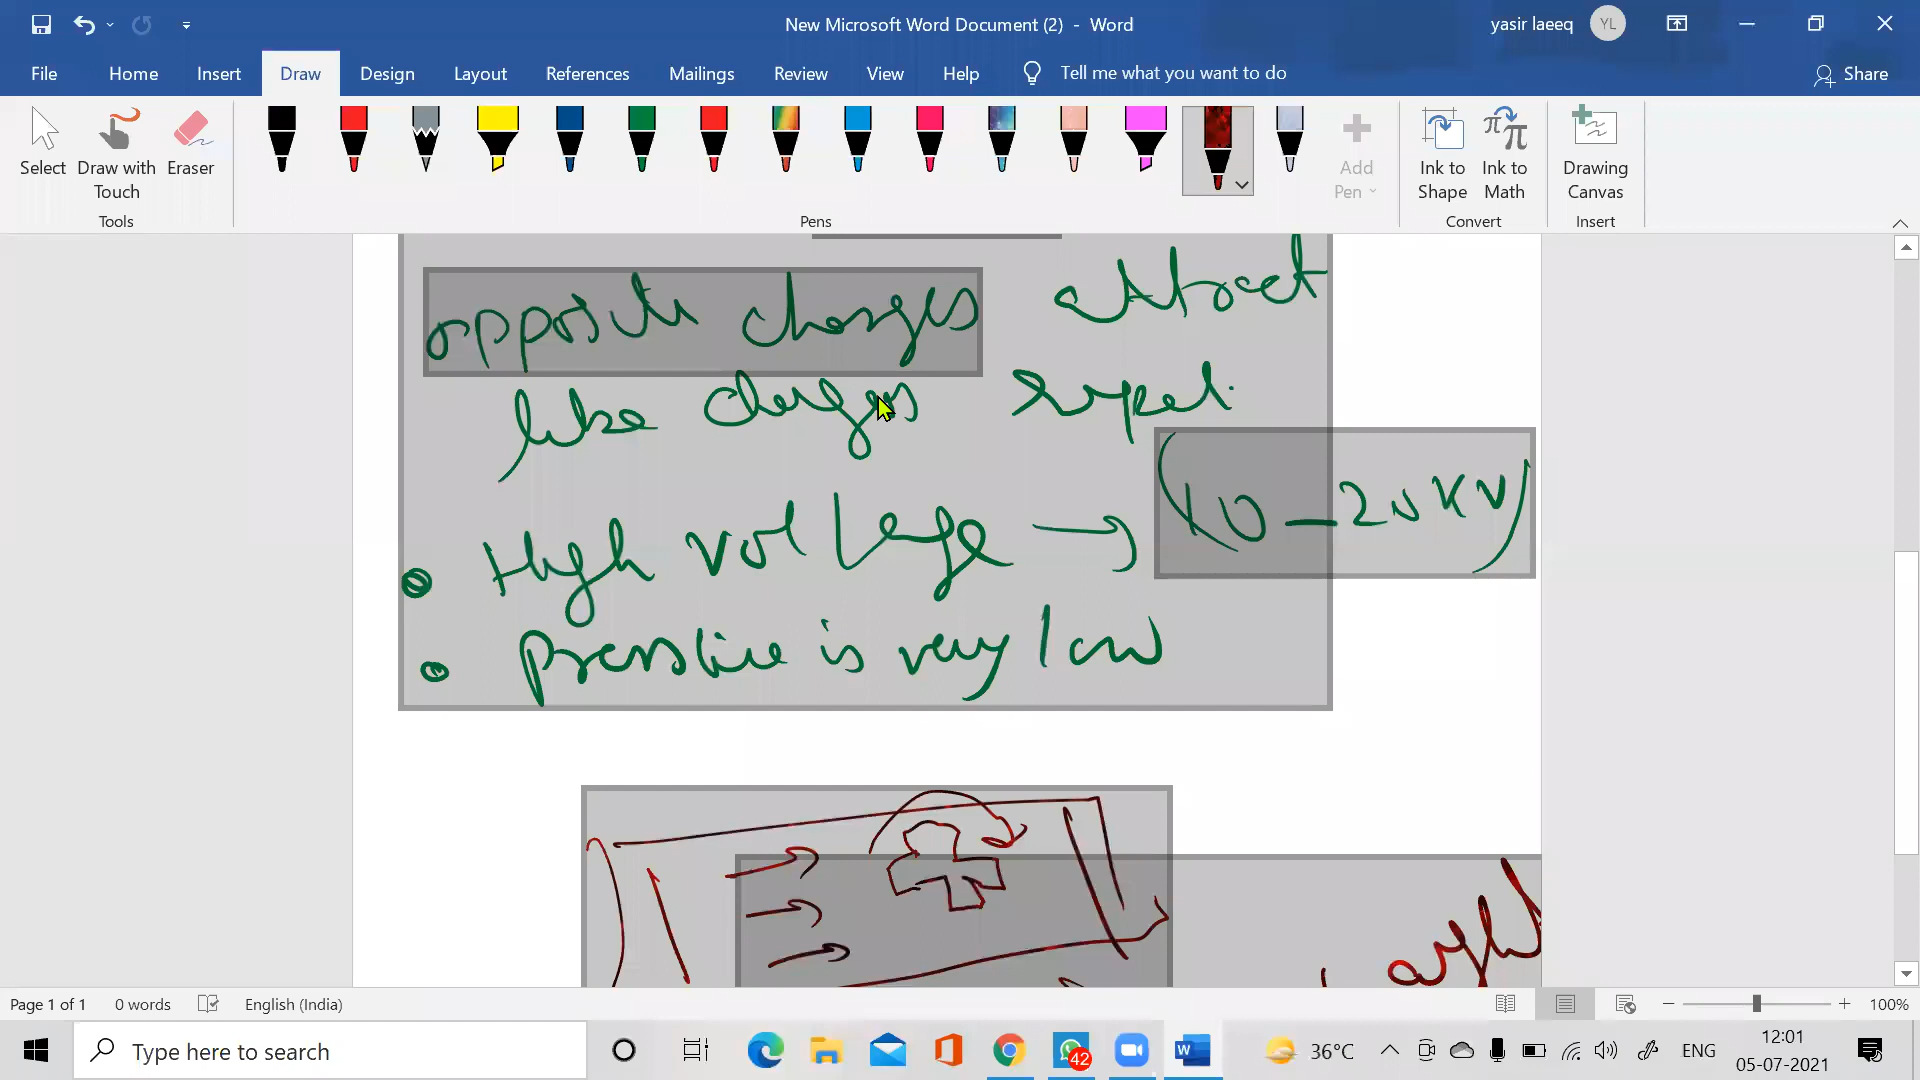 New Microsoft Word Document (2) - Word
yasir laeeq YL
File Home Insert Draw Design Layout References Mailings Review View Help Tell me what you want to do Share
Select Draw with Touch Eraser
Add Pen
Ink to Shape Ink to Math Drawing Canvas
Tools Pens Convert Insert
opposite charges attract
like charges repel.
High voltage → (10 - 20 KV)
pressure is very low
Page 1 of 1 0 words English (India) 100%
Type here to search
42
36°C ENG 12:01
05-07-2021